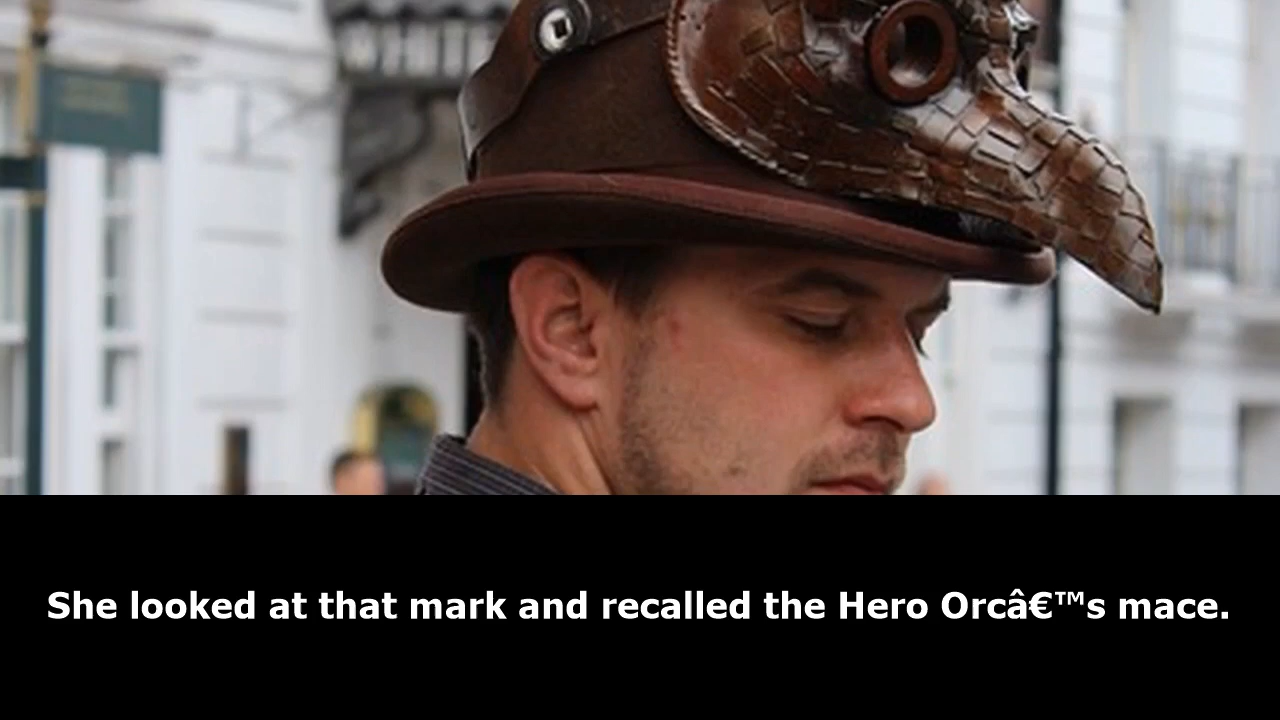 She looked at that mark and recalled the Hero Orcâ€™s mace.